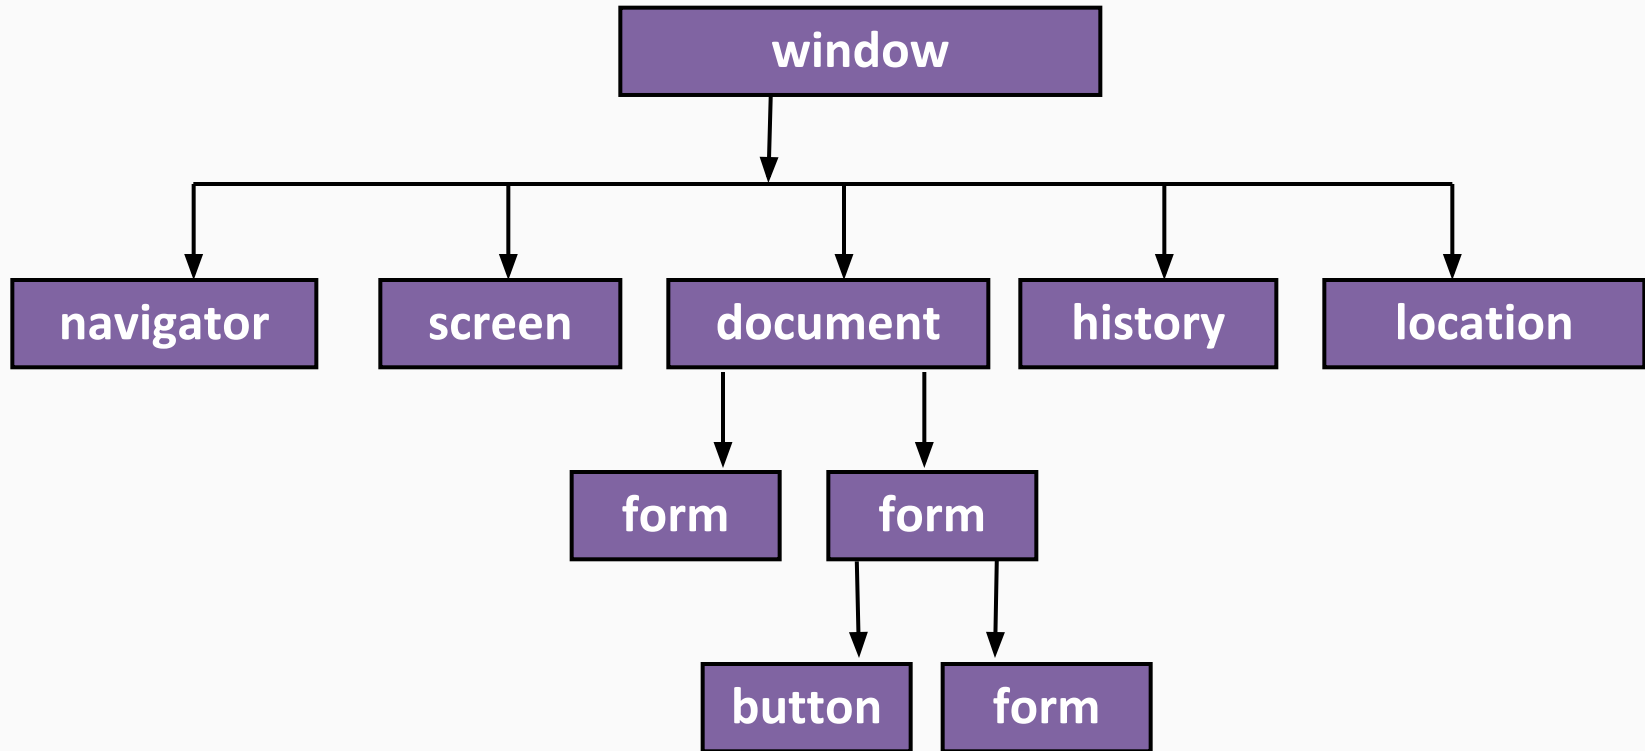 window
navigator
screen
document
history
location
form
form
button
form